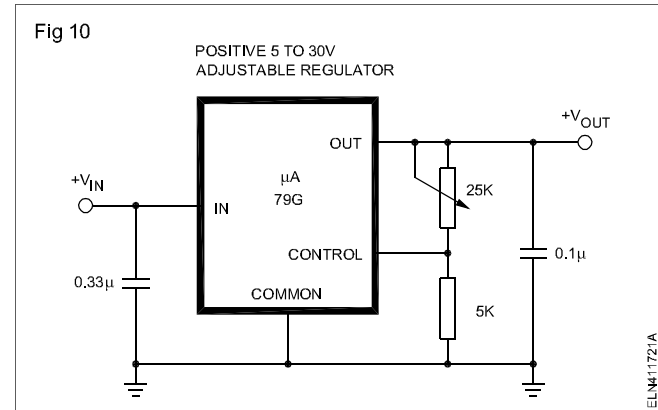 Fig 10
POSITIVE 5 TO 30V
ADJUSTABLE REGULATOR
OUT
+VOUT
µA
79G
+VIN
IN
25K
CONTROL
0.1µ
0.33µ
COMMON
5K
ELN411721A